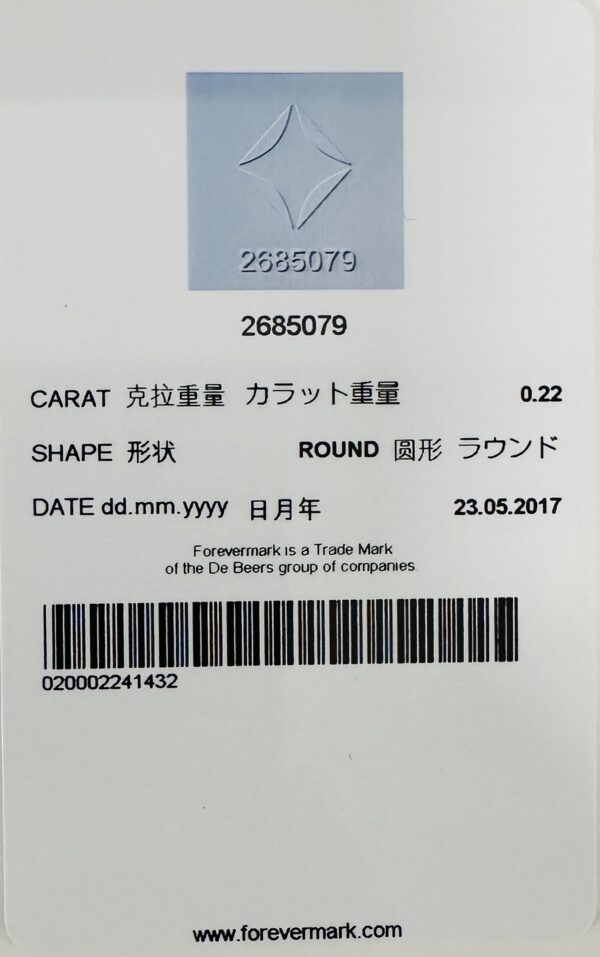 2685079
2685079
CARAT 克拉重量 カラット重量 0.22
SHAPE 形状 ROUND 圆形 ラウンド
DATE dd.mm.yyyy 日月年 23.05.2017
Forevermark is a Trade Mark
of the De Beers group of companies
020002241432
www.forevermark.com